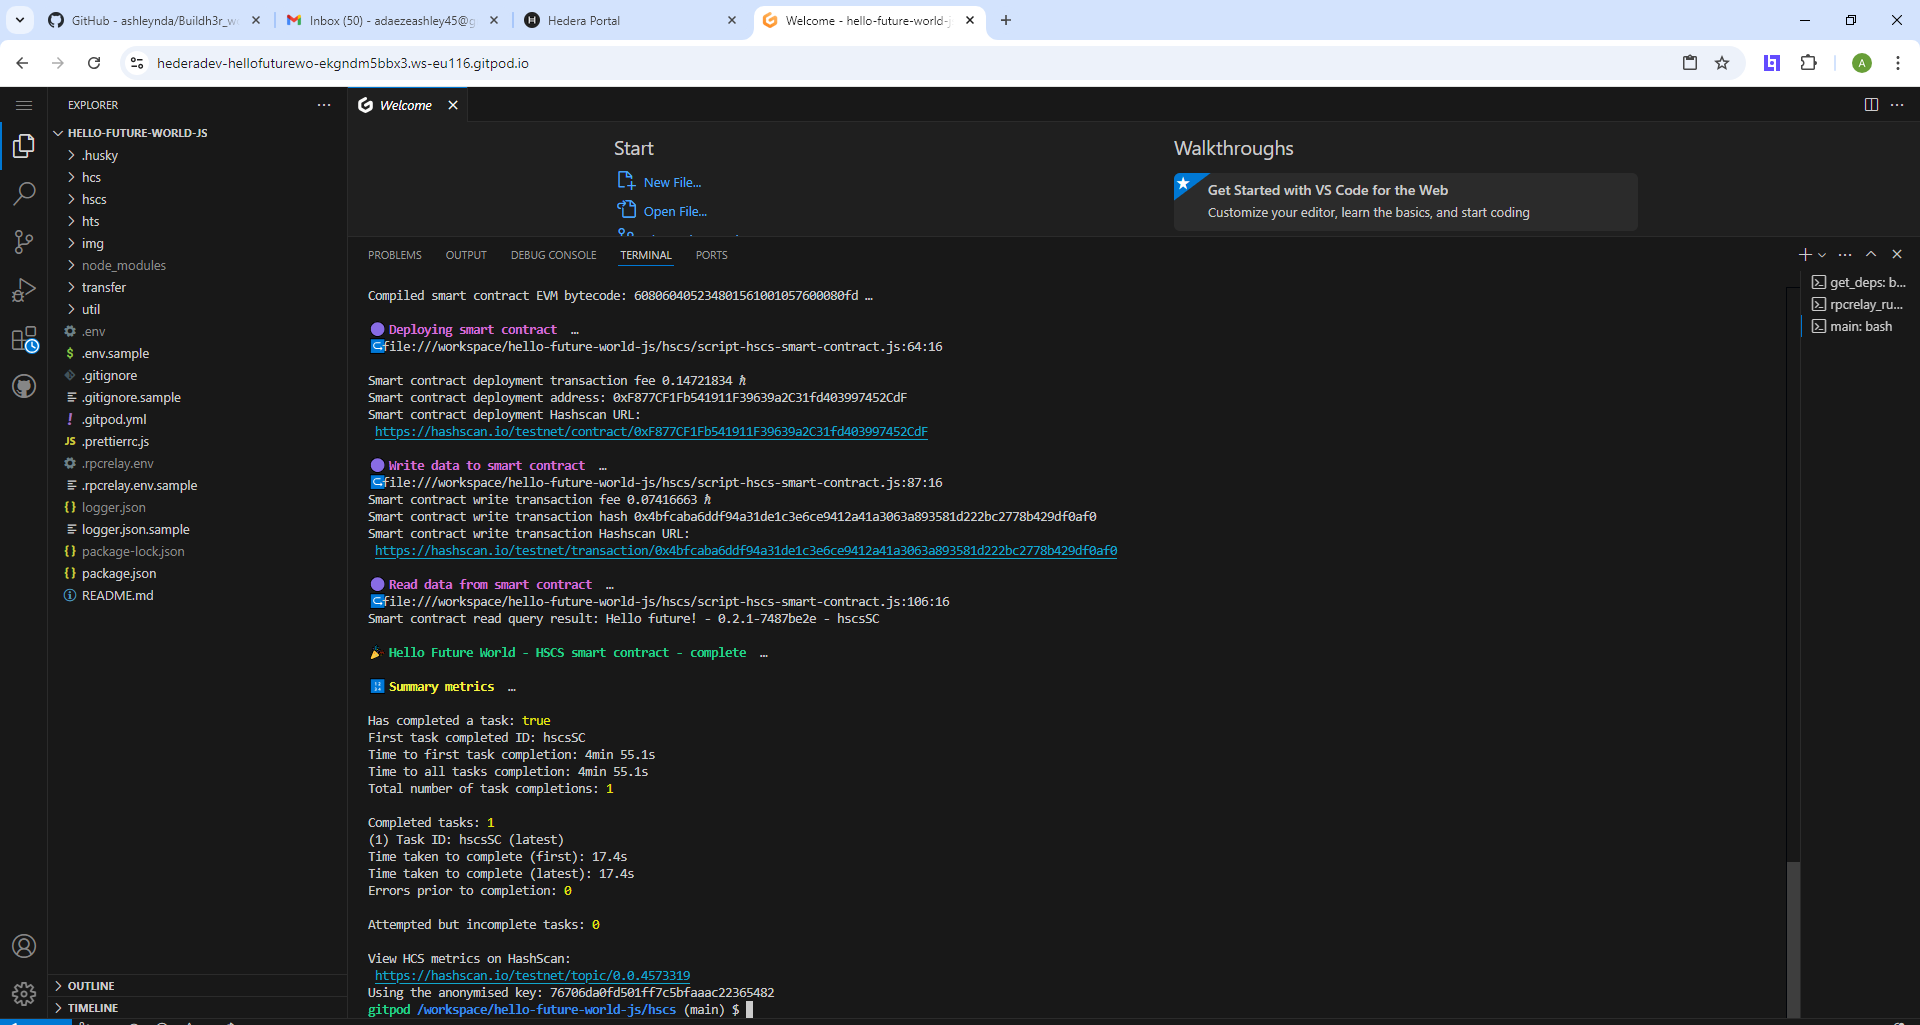 GitHub - ashleynda/Buildh3r_w
Inbox (50) - adaezeashley45@g
Hedera Portal
Welcome - hello-future-world-j
hederadev-hellofuturewo-ekgndm5bbx3.ws-eu116.gitpod.io
A
EXPLORER
HELLO-FUTURE-WORLD-JS
.husky
hcs
hscs
hts
img
node_modules
transfer
util
.env
$ .env.sample
.gitignore
.gitignore.sample
! .gitpod.yml
JS .prettierrc.js
.rpcrelay.env
.rpcrelay.env.sample
{} logger.json
logger.json.sample
{} package-lock.json
{} package.json
README.md
OUTLINE
TIMELINE
Welcome
Start
New File...
Open File...
Walkthroughs
Get Started with VS Code for the Web
Customize your editor, learn the basics, and start coding
PROBLEMS
OUTPUT
DEBUG CONSOLE
TERMINAL
PORTS
get_deps: b...
rpcrelay_ru...
main: bash
Compiled smart contract EVM bytecode: 608060405234801561001057600080fd …
Deploying smart contract …
file:///workspace/hello-future-world-js/hscs/script-hscs-smart-contract.js:64:16
Smart contract deployment transaction fee 0.14721834 ℏ
Smart contract deployment address: 0xF877CF1Fb541911F39639a2C31fd403997452CdF
Smart contract deployment Hashscan URL:
https://hashscan.io/testnet/contract/0xF877CF1Fb541911F39639a2C31fd403997452CdF
Write data to smart contract …
file:///workspace/hello-future-world-js/hscs/script-hscs-smart-contract.js:87:16
Smart contract write transaction fee 0.07416663 ℏ
Smart contract write transaction hash 0x4bfcaba6ddf94a31de1c3e6ce9412a41a3063a893581d222bc2778b429df0af0
Smart contract write transaction Hashscan URL:
https://hashscan.io/testnet/transaction/0x4bfcaba6ddf94a31de1c3e6ce9412a41a3063a893581d222bc2778b429df0af0
Read data from smart contract …
file:///workspace/hello-future-world-js/hscs/script-hscs-smart-contract.js:106:16
Smart contract read query result: Hello future! - 0.2.1-7487be2e - hscsSC
Hello Future World - HSCS smart contract - complete …
Summary metrics …
Has completed a task: true
First task completed ID: hscsSC
Time to first task completion: 4min 55.1s
Time to all tasks completion: 4min 55.1s
Total number of task completions: 1
Completed tasks: 1
(1) Task ID: hscsSC (latest)
Time taken to complete (first): 17.4s
Time taken to complete (latest): 17.4s
Errors prior to completion: 0
Attempted but incomplete tasks: 0
View HCS metrics on HashScan:
https://hashscan.io/testnet/topic/0.0.4573319
Using the anonymised key: 76706da0fd501ff7c5bfaaac22365482
gitpod /workspace/hello-future-world-js/hscs (main) $